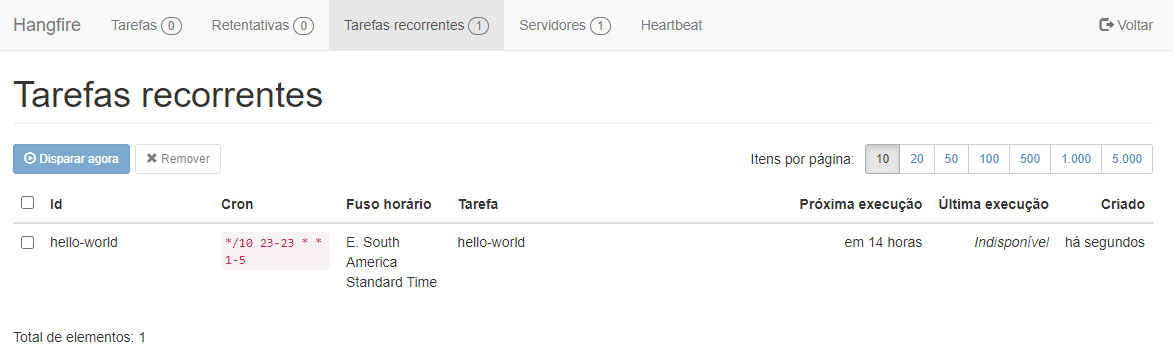 Hangfire Tarefas 0 Retentativas 0 Tarefas recorrentes 1 Servidores 1 Heartbeat Voltar
Tarefas recorrentes
Disparar agora Remover Itens por página: 10 20 50 100 500 1.000 5.000
Id Cron Fuso horário Tarefa Próxima execução Última execução Criado
hello-world */10 23-23 * * E. South hello-world em 14 horas Indisponível há segundos
1-5 America
Standard Time
Total de elementos: 1